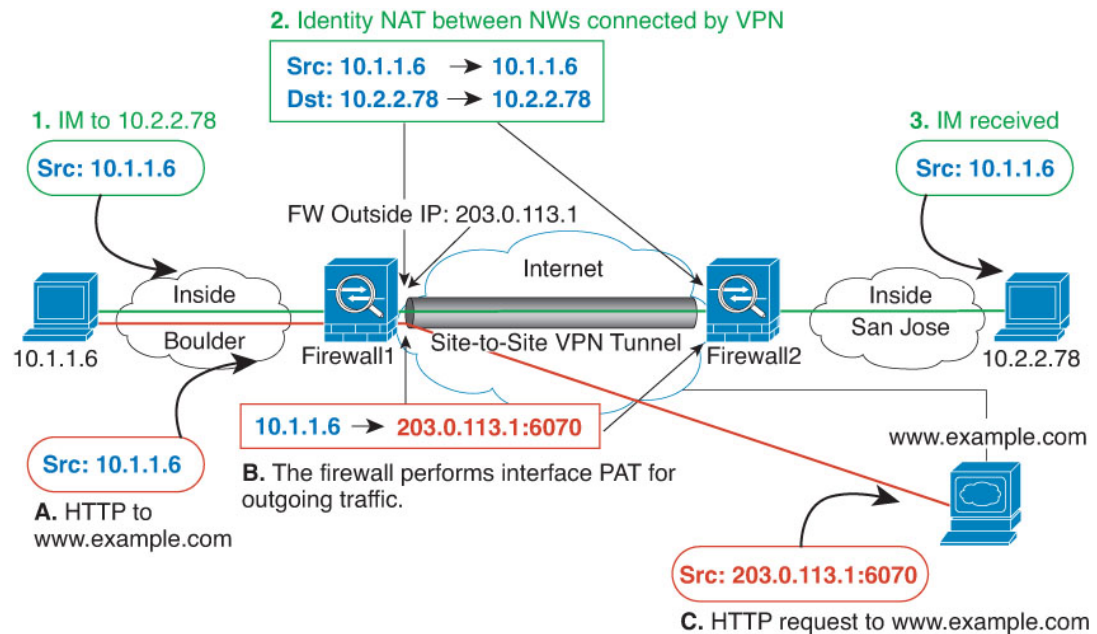 2. Identity NAT between NWs connected by VPN
Src: 10.1.1.6 → 10.1.1.6
Dst: 10.2.2.78 → 10.2.2.78
1. IM to 10.2.2.78
Src: 10.1.1.6
3. IM received
Src: 10.1.1.6
FW Outside IP: 203.0.113.1
Internet
Inside
Boulder
10.1.1.6
Firewall1
Site-to-Site VPN Tunnel
Firewall2
Inside
San Jose
10.2.2.78
10.1.1.6 → 203.0.113.1:6070
B. The firewall performs interface PAT for
outgoing traffic.
Src: 10.1.1.6
A. HTTP to
www.example.com
www.example.com
Src: 203.0.113.1:6070
C. HTTP request to www.example.com